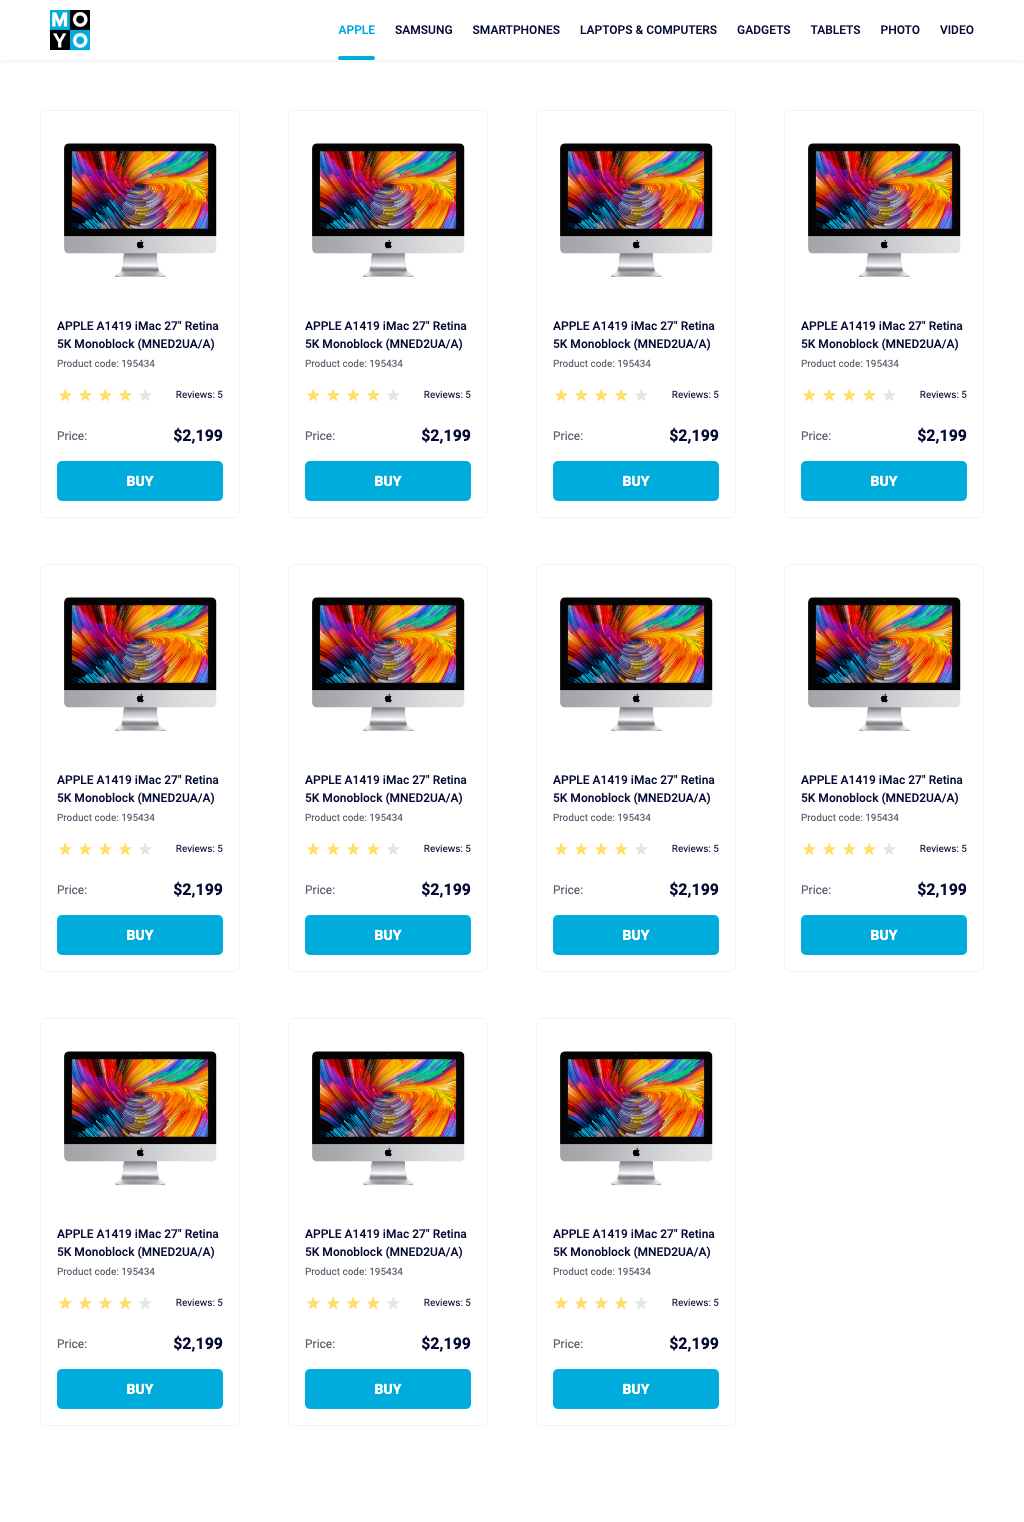 MO
YO
APPLE SAMSUNG SMARTPHONES LAPTOPS & COMPUTERS GADGETS TABLETS PHOTO VIDEO
APPLE A1419 iMac 27" Retina
5K Monoblock (MNED2UA/A)
Product code: 195434
Reviews: 5
Price: $2,199
BUY
APPLE A1419 iMac 27" Retina
5K Monoblock (MNED2UA/A)
Product code: 195434
Reviews: 5
Price: $2,199
BUY
APPLE A1419 iMac 27" Retina
5K Monoblock (MNED2UA/A)
Product code: 195434
Reviews: 5
Price: $2,199
BUY
APPLE A1419 iMac 27" Retina
5K Monoblock (MNED2UA/A)
Product code: 195434
Reviews: 5
Price: $2,199
BUY
APPLE A1419 iMac 27" Retina
5K Monoblock (MNED2UA/A)
Product code: 195434
Reviews: 5
Price: $2,199
BUY
APPLE A1419 iMac 27" Retina
5K Monoblock (MNED2UA/A)
Product code: 195434
Reviews: 5
Price: $2,199
BUY
APPLE A1419 iMac 27" Retina
5K Monoblock (MNED2UA/A)
Product code: 195434
Reviews: 5
Price: $2,199
BUY
APPLE A1419 iMac 27" Retina
5K Monoblock (MNED2UA/A)
Product code: 195434
Reviews: 5
Price: $2,199
BUY
APPLE A1419 iMac 27" Retina
5K Monoblock (MNED2UA/A)
Product code: 195434
Reviews: 5
Price: $2,199
BUY
APPLE A1419 iMac 27" Retina
5K Monoblock (MNED2UA/A)
Product code: 195434
Reviews: 5
Price: $2,199
BUY
APPLE A1419 iMac 27" Retina
5K Monoblock (MNED2UA/A)
Product code: 195434
Reviews: 5
Price: $2,199
BUY